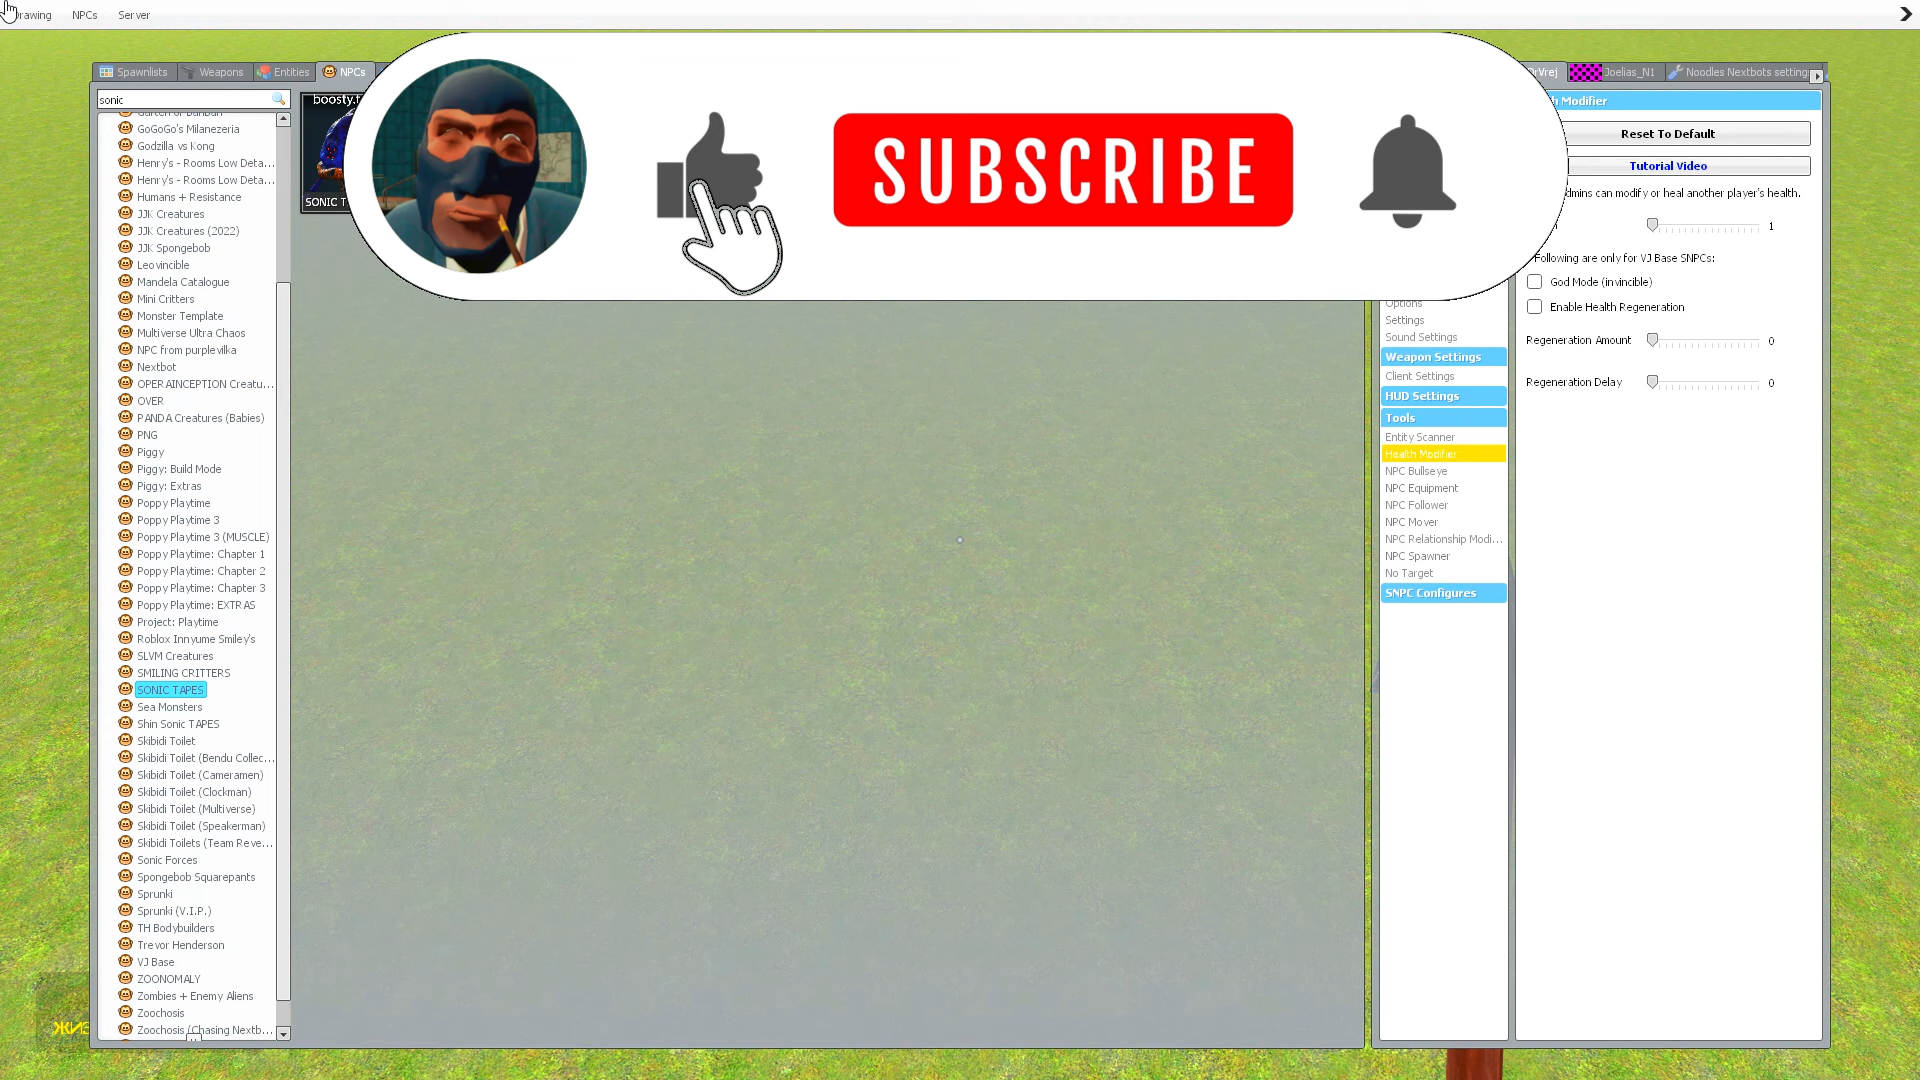 Drawing NPCs Server
Spawnlists Weapons Entities NPCs
sonic
GoGoGo's Milanezeria
Godzilla vs Kong
Henry's - Rooms Low Deta...
Henry's - Rooms Low Deta...
Humans + Resistance
JJK Creatures
JJK Creatures (2022)
JJK Spongebob
Leovincible
Mandela Catalogue
Mini Critters
Monster Template
Multiverse Ultra Chaos
NPC from purplevilka
Nextbot
OPERAINCEPTION Creatu...
OVER
PANDA Creatures (Babies)
PNG
Piggy
Piggy: Build Mode
Piggy: Extras
Poppy Playtime
Poppy Playtime 3
Poppy Playtime 3 (MUSCLE)
Poppy Playtime: Chapter 1
Poppy Playtime: Chapter 2
Poppy Playtime: Chapter 3
Poppy Playtime: EXTRAS
Project: Playtime
Roblox Innyume Smiley's
SLVM Creatures
SMILING CRITTERS
SONIC TAPES
Sea Monsters
Shin Sonic TAPES
Skibidi Toilet
Skibidi Toilet (Bendu Collec...
Skibidi Toilet (Cameramen)
Skibidi Toilet (Clockman)
Skibidi Toilet (Multiverse)
Skibidi Toilet (Speakerman)
Skibidi Toilets (Team Reve...
Sonic Forces
Spongebob Squarepants
Sprunki
Sprunki (V.I.P.)
TH Bodybuilders
Trevor Henderson
VJ Base
ZOONOMALY
Zombies + Enemy Aliens
Zoochosis
Zoochosis (Chasing Nextb...
boosty.t
SONIC T
SUBSCRIBE
Options
Settings
Sound Settings
Weapon Settings
Client Settings
HUD Settings
Tools
Entity Scanner
Health Modifier
NPC Bullseye
NPC Equipment
NPC Follower
NPC Mover
NPC Relationship Modi...
NPC Spawner
No Target
SNPC Configures
DrVrej Joelias_N1 Noodles Nextbots setting
h Modifier
Reset To Default
Tutorial Video
dmins can modify or heal another player's health.
1
Following are only for VJ Base SNPCs:
God Mode (invincible)
Enable Health Regeneration
Regeneration Amount 0
Regeneration Delay 0
ЖИЗ